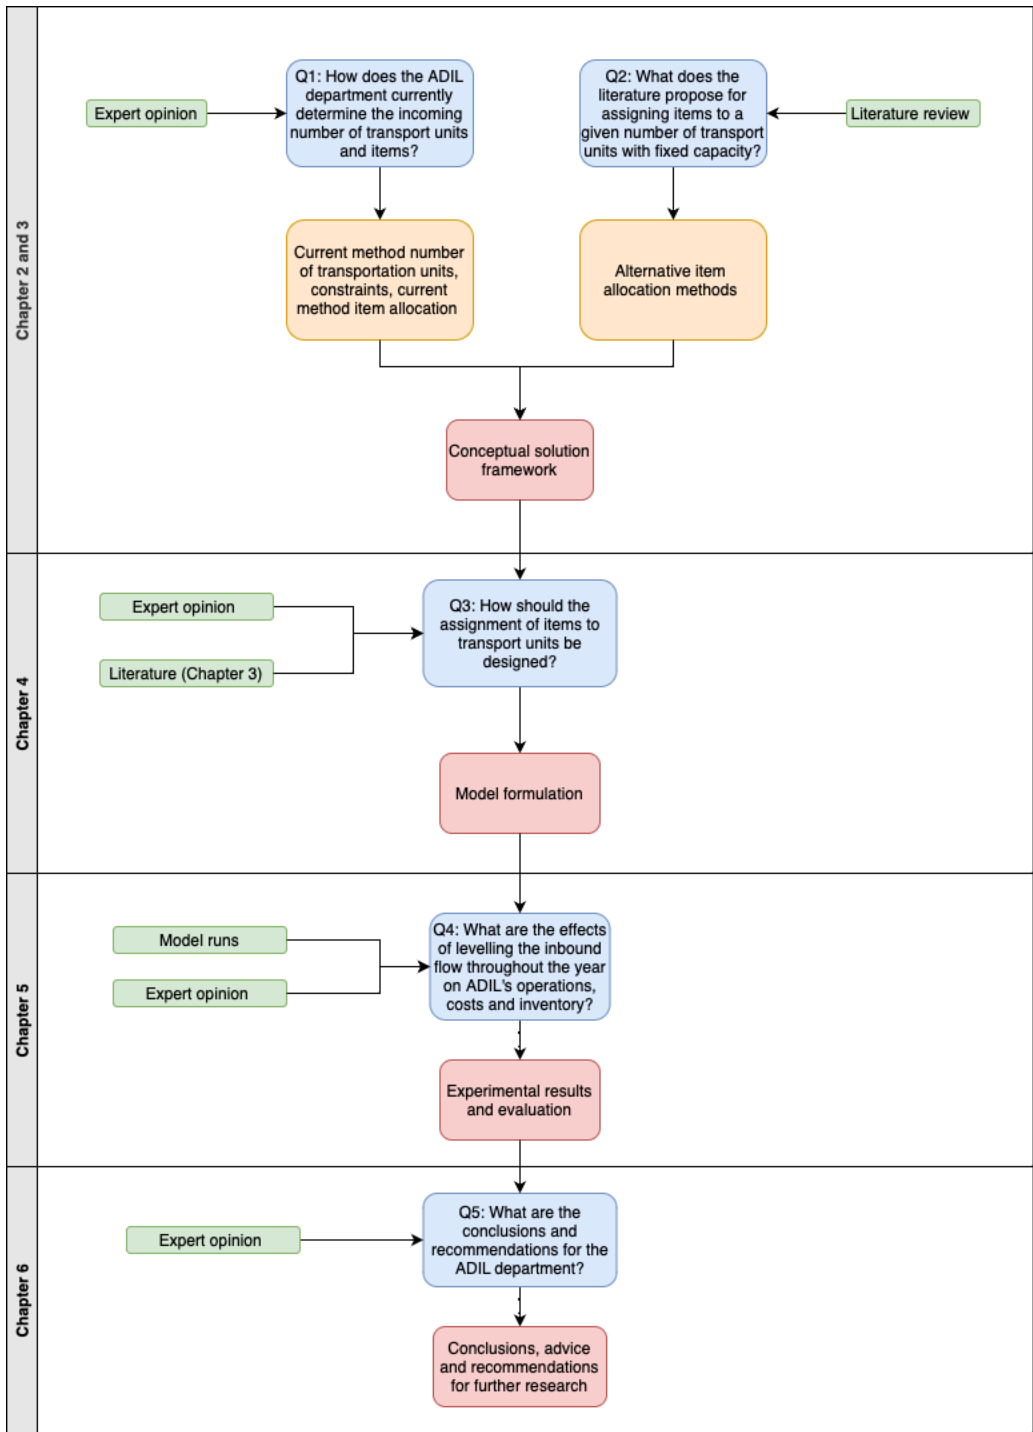 Chapter 2 and 3
Expert opinion
Q1: How does the ADIL
department currently
determine the incoming
number of transport units
and items?
Q2: What does the
literature propose for
assigning items to a
given number of transport
units with fixed capacity?
Literature review
Current method number
of transportation units,
constraints, current
method item allocation
Alternative item
allocation methods
Conceptual solution
framework
Chapter 4
Expert opinion
Literature (Chapter 3)
Q3: How should the
assignment of items to
transport units be
designed?
Model formulation
Chapter 5
Model runs
Expert opinion
Q4: What are the effects
of levelling the inbound
flow throughout the year
on ADIL's operations,
costs and inventory?
Experimental results
and evaluation
Chapter 6
Expert opinion
Q5: What are the
conclusions and
recommendations for the
ADIL department?
Conclusions, advice
and recommendations
for further research